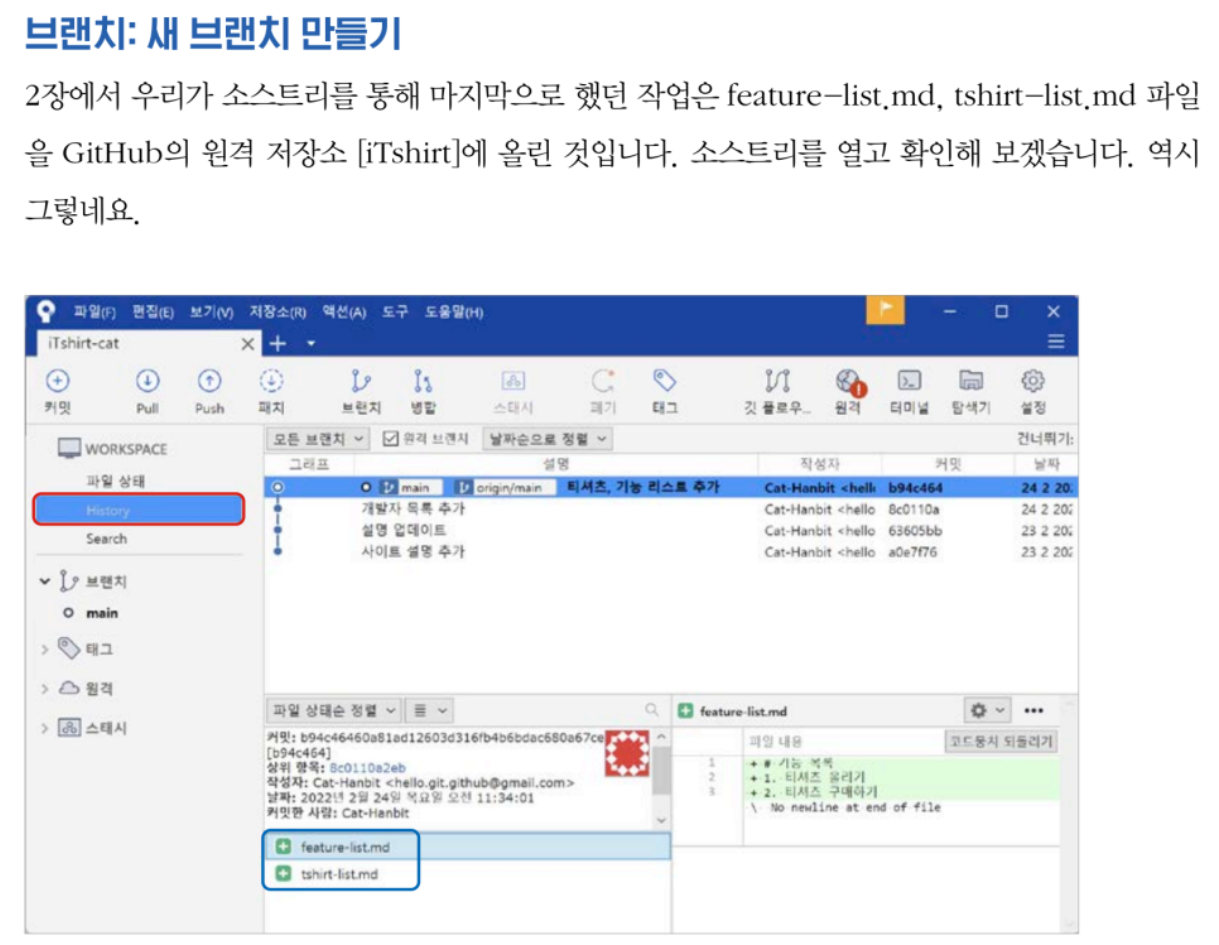 브랜치: 새 브랜치 만들기
2장에서 우리가 소스트리를 통해 마지막으로 했던 작업은 feature-list.md, tshirt-list.md 파일
을 GitHub의 원격 저장소 [iTshirt]에 올린 것입니다. 소스트리를 열고 확인해 보겠습니다. 역시
그렇네요.
파일(F) 편집(E) 보기(V) 저장소(R) 액션(A) 도구 도움말(H)
iTshirt-cat
커밋 Pull Push 패치 브랜치 병합 스태시 폐기 태그 깃 플로우... 원격 터미널 탐색기 설정
WORKSPACE
파일 상태
History
Search
브랜치
main
태그
원격
스태시
모든 브랜치 원격 브랜치 날짜순으로 정렬 건너뛰기:
그래프 설명 작성자 커밋 날짜
main origin/main 티셔츠, 기능 리스트 추가 Cat-Hanbit <hello b94c464 24 2 20
개발자 목록 추가 Cat-Hanbit <hello 8c0110a 24 2 202
설명 업데이트 Cat-Hanbit <hello 63605bb 23 2 202
사이트 설명 추가 Cat-Hanbit <hello a0e7f76 23 2 202
파일 상태순 정렬
커밋: b94c46460a81ad12603d316fb4b6bdac680a67ce
[b94c464]
상위 항목: 8c0110a2eb
작성자: Cat-Hanbit <hello.git.github@gmail.com>
날짜: 2022년 2월 24일 목요일 오전 11:34:01
커밋한 사람: Cat-Hanbit
feature-list.md
tshirt-list.md
feature-list.md
파일 내용 코드뭉치 되돌리기
1 + # 기능 목록
2 + 1. 티셔츠 올리기
3 + 2. 티셔츠 구매하기
\ No newline at end of file